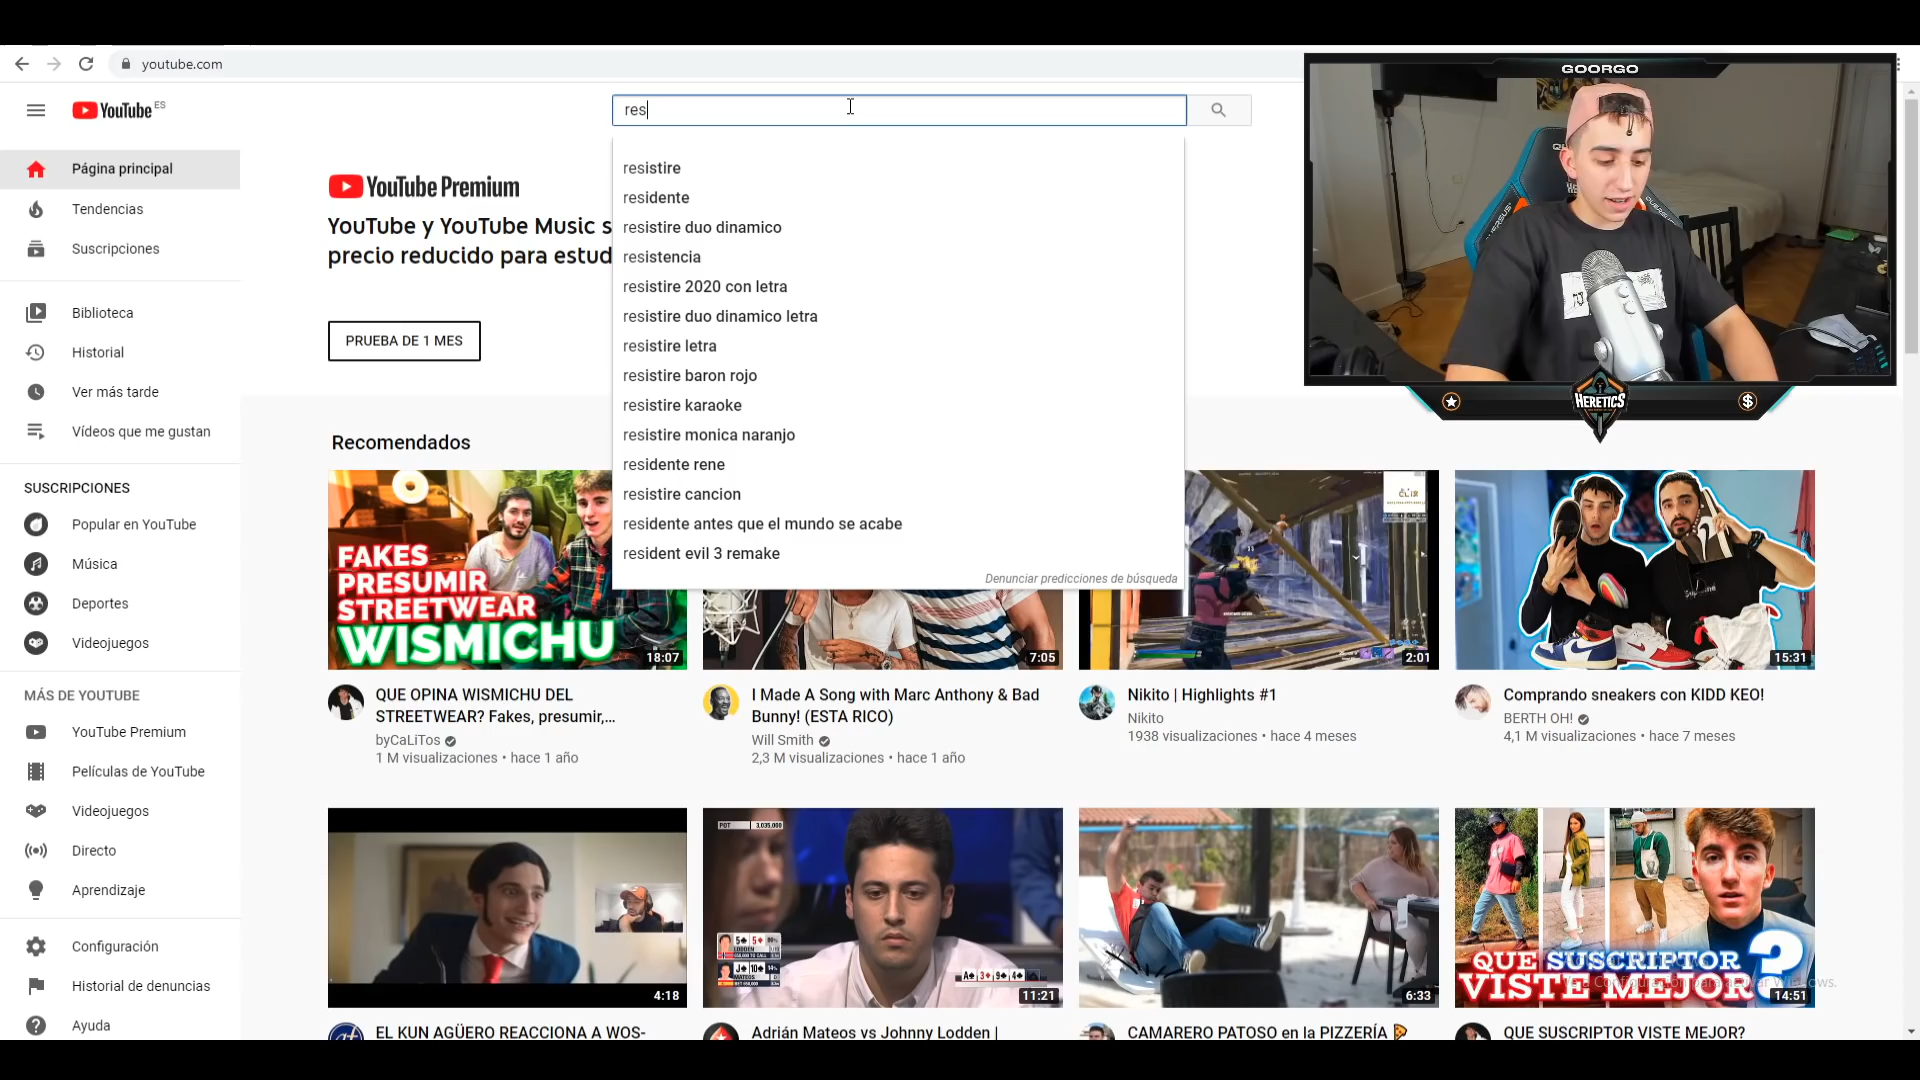 youtube.com
GOORGO
YouTube ES
res
Página principal
Tendencias
Suscripciones
Biblioteca
Historial
Ver más tarde
Vídeos que me gustan
SUSCRIPCIONES
Popular en YouTube
Música
Deportes
Videojuegos
MÁS DE YOUTUBE
YouTube Premium
Películas de YouTube
Videojuegos
Directo
Aprendizaje
Configuración
Historial de denuncias
Ayuda
YouTube Premium
YouTube y YouTube Music s
precio reducido para estud
PRUEBA DE 1 MES
resistire
residente
resistire duo dinamico
resistencia
resistire 2020 con letra
resistire duo dinamico letra
resistire letra
resistire baron rojo
resistire karaoke
resistire monica naranjo
residente rene
resistire cancion
residente antes que el mundo se acabe
resident evil 3 remake
Denunciar predicciones de búsqueda
HERETICS
Recomendados
FAKES
PRESUMIR
STREETWEAR
WISMICHU
18:07
7:05
2:01
15:31
QUE OPINA WISMICHU DEL
STREETWEAR? Fakes, presumir,...
byCaLiTos
1 M visualizaciones • hace 1 año
I Made A Song with Marc Anthony & Bad
Bunny! (ESTA RICO)
Will Smith
2,3 M visualizaciones • hace 1 año
Nikito | Highlights #1
Nikito
1938 visualizaciones • hace 4 meses
Comprando sneakers con KIDD KEO!
BERTH OH!
4,1 M visualizaciones • hace 7 meses
4:18
POT 3,035,000
LODDEN
MATEOS
11:21
6:33
QUE SUSCRIPTOR
VISTE MEJOR?
14:51
EL KUN AGÜERO REACCIONA A WOS-
Adrián Mateos vs Johnny Lodden |
CAMARERO PATOSO en la PIZZERÍA
QUE SUSCRIPTOR VISTE MEJOR?